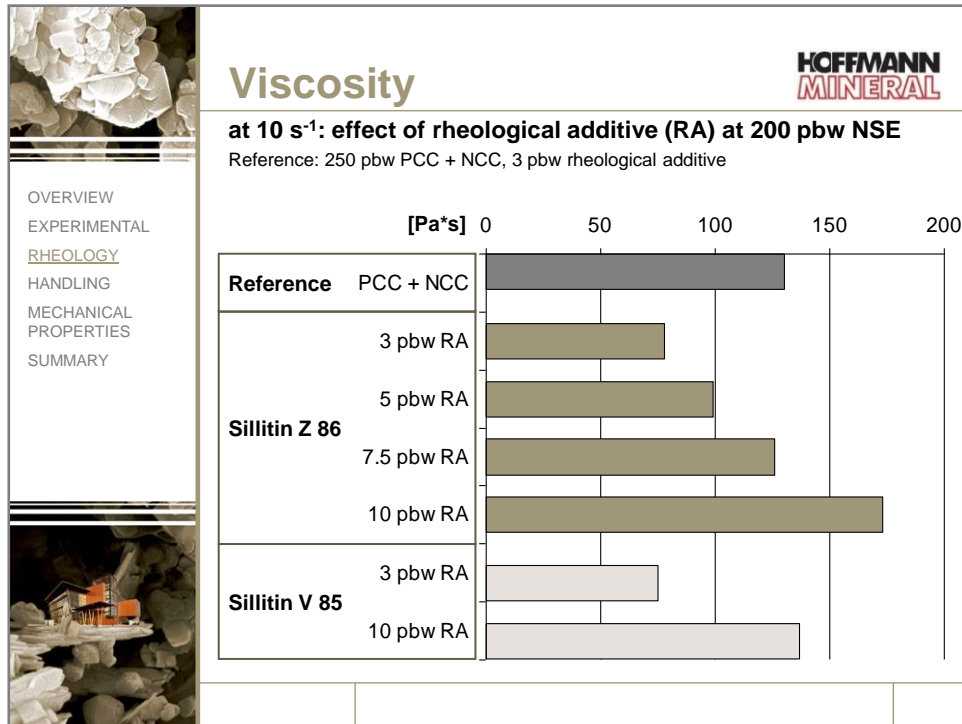 Viscosity
HOFFMANN
MINERAL
at 10 s⁻¹: effect of rheological additive (RA) at 200 pbw NSE
Reference: 250 pbw PCC + NCC, 3 pbw rheological additive
OVERVIEW
EXPERIMENTAL
RHEOLOGY
HANDLING
MECHANICAL
PROPERTIES
SUMMARY
[Pa*s] 0 50 100 150 200
Reference PCC + NCC
Sillitin Z 86
3 pbw RA
5 pbw RA
7.5 pbw RA
10 pbw RA
Sillitin V 85
3 pbw RA
10 pbw RA